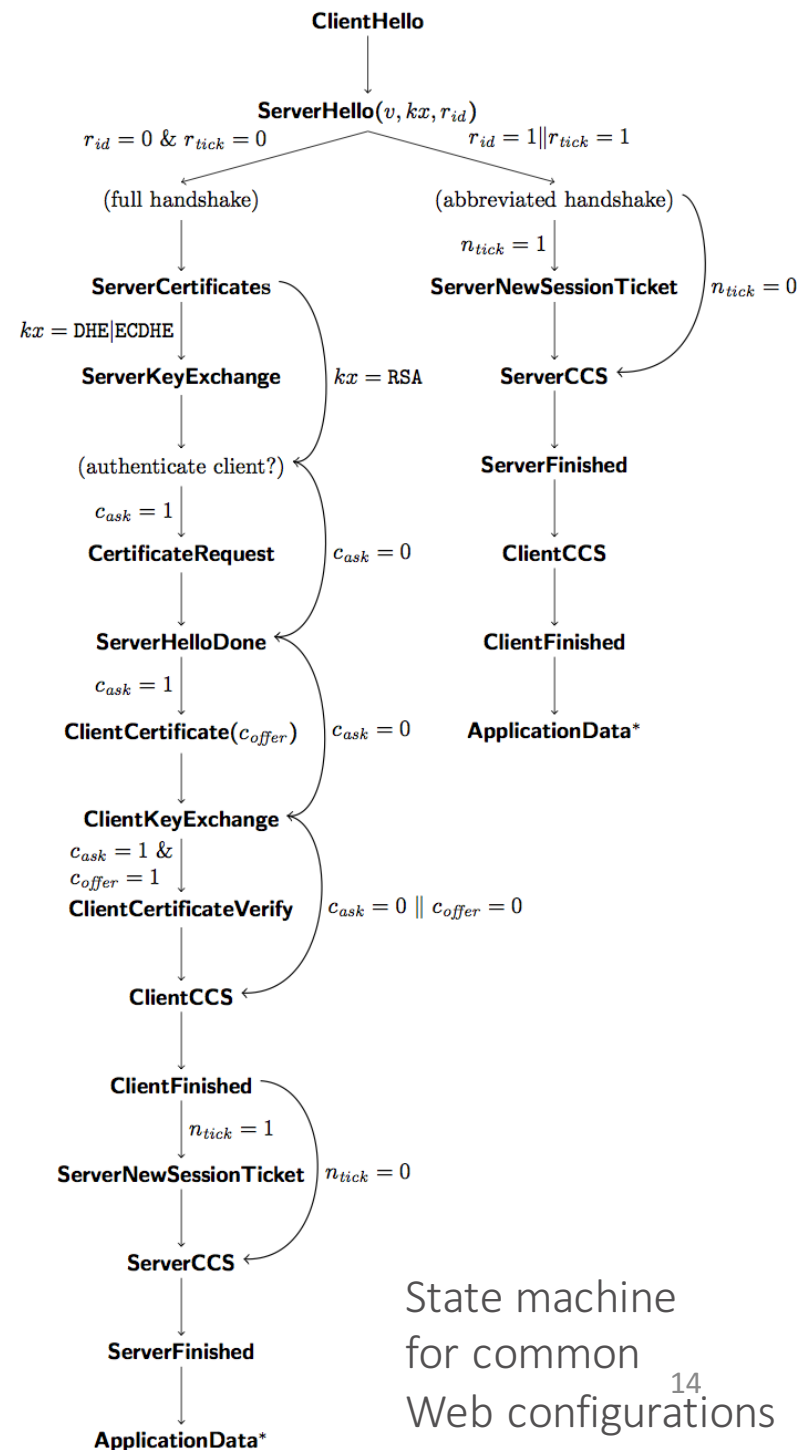 ClientHello
ServerHello(v, kx, r_id)
r_id = 0 & r_tick = 0
r_id = 1||r_tick = 1
(full handshake)
(abbreviated handshake)
n_tick = 1
n_tick = 0
ServerCertificates
ServerNewSessionTicket
kx = DHE|ECDHE
kx = RSA
ServerKeyExchange
ServerCCS
(authenticate client?)
ServerFinished
c_ask = 1
c_ask = 0
CertificateRequest
ClientCCS
ServerHelloDone
ClientFinished
c_ask = 1
c_ask = 0
ClientCertificate(c_offer)
ApplicationData*
ClientKeyExchange
c_ask = 1 &
c_offer = 1
c_ask = 0 || c_offer = 0
ClientCertificateVerify
ClientCCS
ClientFinished
n_tick = 1
n_tick = 0
ServerNewSessionTicket
ServerCCS
ServerFinished
ApplicationData*
State machine
for common
Web configurations
14